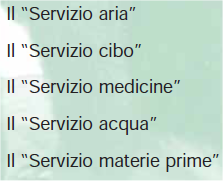 Il “Servizio aria”
Il “Servizio cibo”
Il “Servizio medicine”
Il “Servizio acqua”
Il “Servizio materie prime”